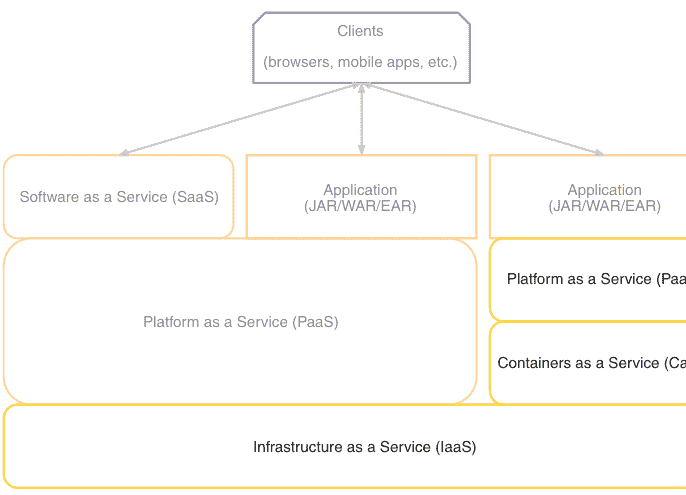 Clients
(browsers, mobile apps, etc.)
Software as a Service (SaaS)
Application
(JAR/WAR/EAR)
Application
(JAR/WAR/EAR)
Platform as a Service (PaaS)
Platform as a Service (Paa
Containers as a Service (Ca
Infrastructure as a Service (IaaS)